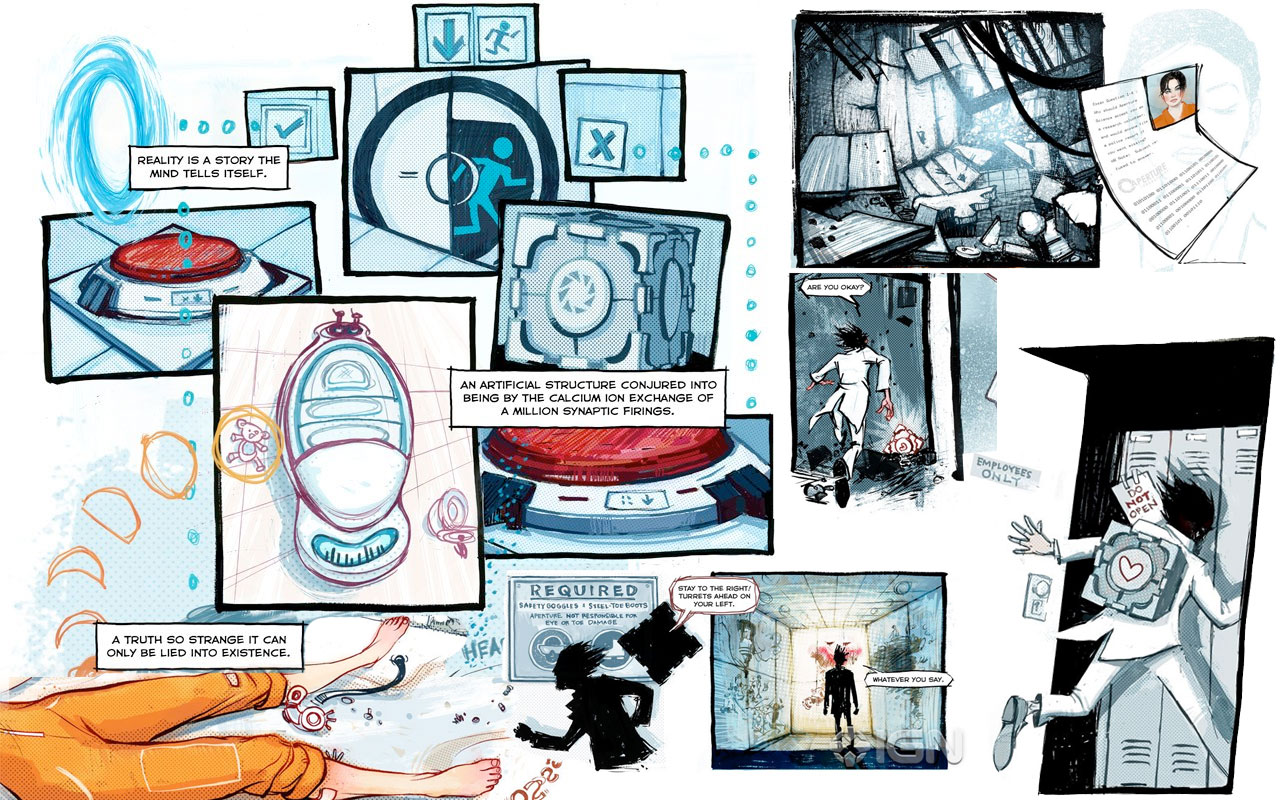 REALITY IS A STORY THE
MIND TELLS ITSELF.
AN ARTIFICIAL STRUCTURE CONJURED INTO
BEING BY THE CALCIUM ION EXCHANGE OF
A MILLION SYNAPTIC FIRINGS.
A TRUTH SO STRANGE IT CAN
ONLY BE LIED INTO EXISTENCE.
REQUIRED
SAFETY GOGGLES & STEEL-TOE BOOTS
APERTURE NOT RESPONSIBLE FOR
EYE OR TOE DAMAGE
HEA
STAY TO THE RIGHT/
TURRETS AHEAD ON
YOUR LEFT.
WHATEVER YOU SAY.
IGN
APERTURE
ARE YOU OKAY?
EMPLOYEES
ONLY
DO
NOT
OPEN